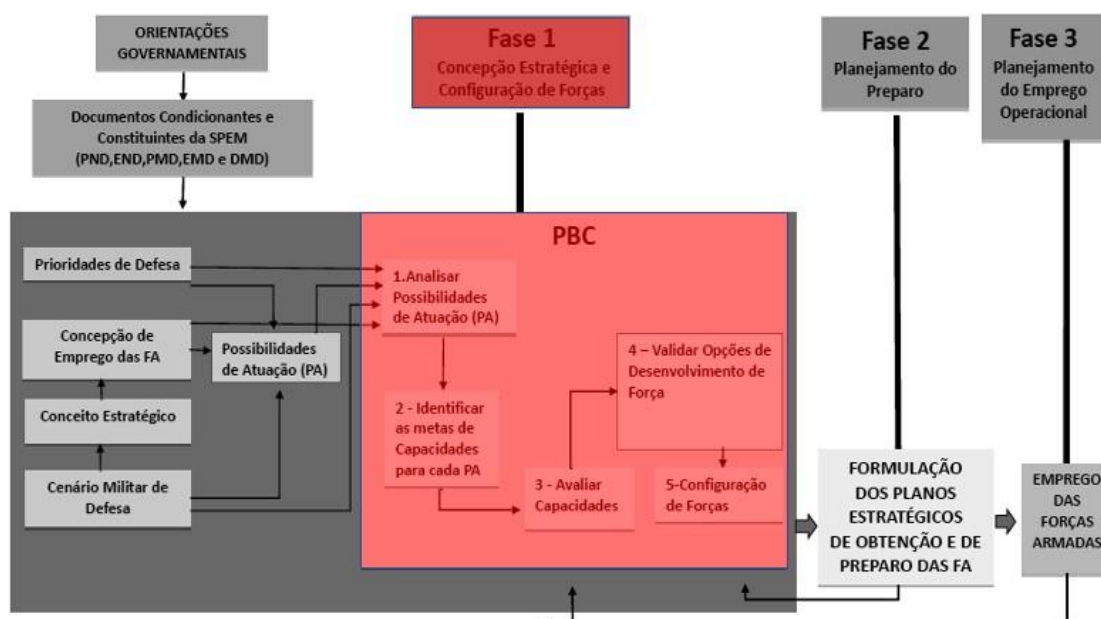 ORIENTAÇÕES
GOVERNAMENTAIS
Documentos Condicionantes e
Constituintes da SPEM
(PND,END,PMD,EMD e DMD)
Fase 1
Concepção Estratégica e
Configuração de Forças
Fase 2
Planejamento do
Preparo
Fase 3
Planejamento
do Emprego
Operacional
Prioridades de Defesa
Concepção de
Emprego das FA
Conceito Estratégico
Cenário Militar de
Defesa
Possibilidades
de Atuação (PA)
PBC
1.Analisar
Possibilidades
de Atuação (PA)
2 - Identificar
as metas de
Capacidades
para cada PA
3 - Avaliar
Capacidades
4 – Validar Opções de
Desenvolvimento de
Força
5-Configuração
de Forças
FORMULAÇÃO
DOS PLANOS
ESTRATÉGICOS
DE OBTENÇÃO E DE
PREPARO DAS FA
EMPREGO
DAS
FORÇAS
ARMADAS